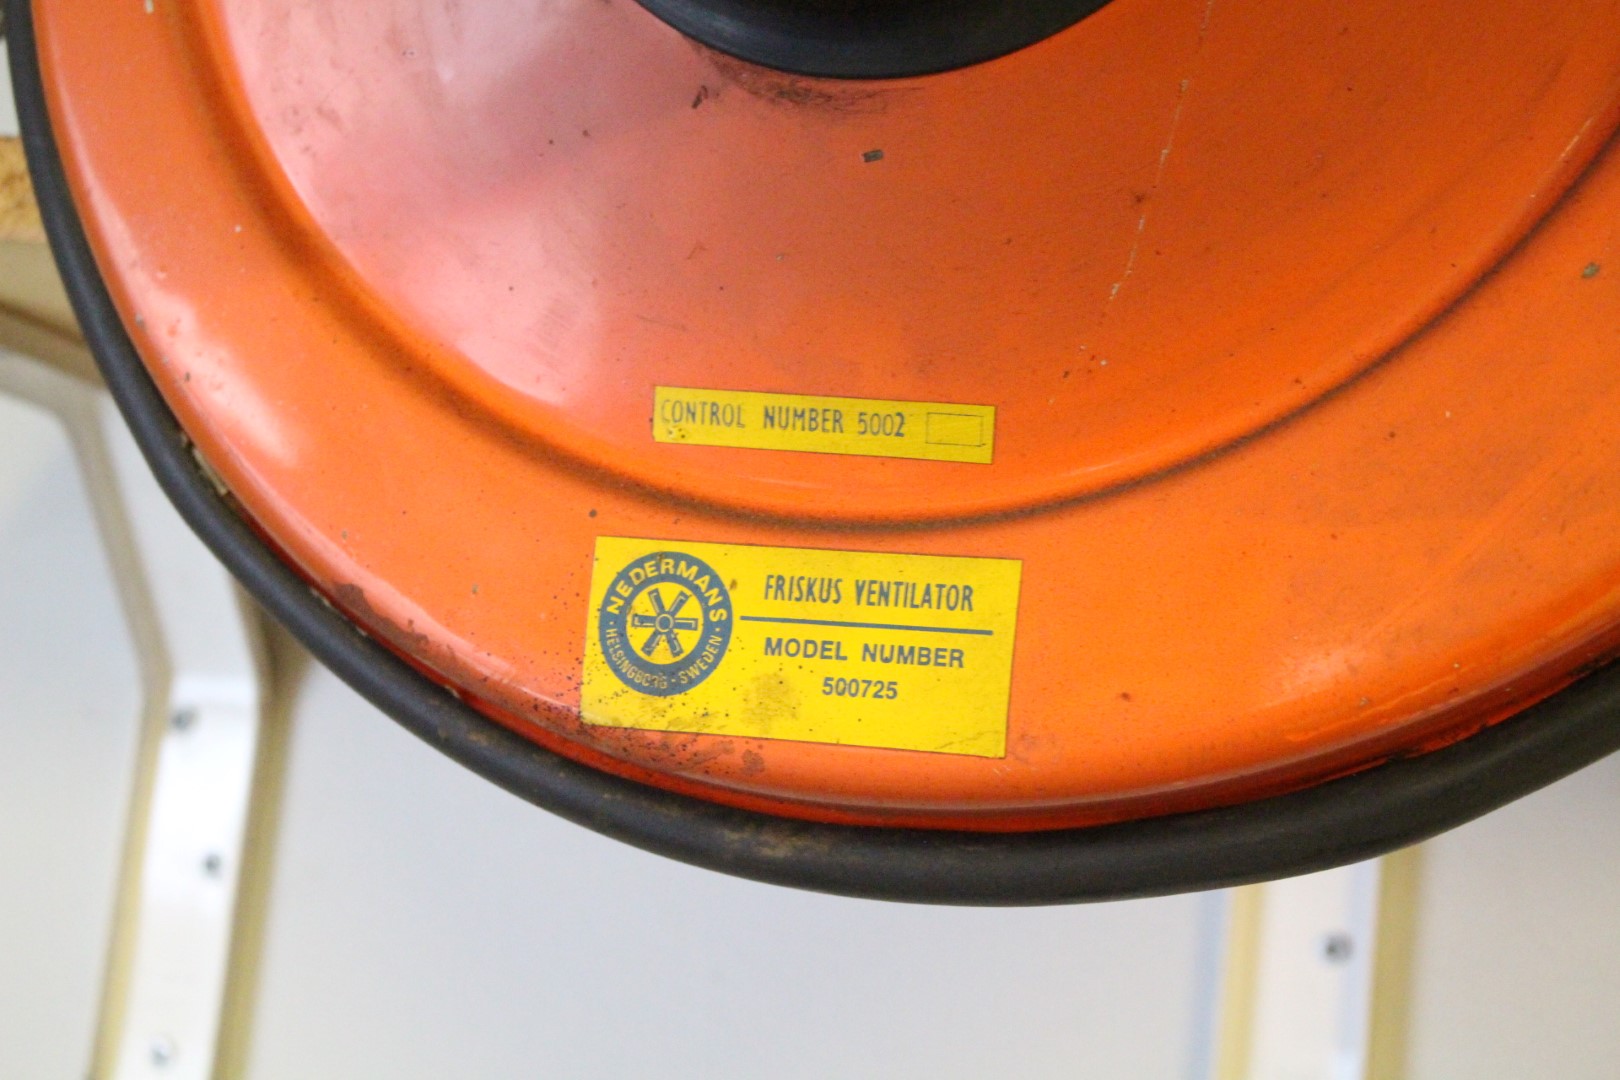 CONTROL NUMBER 5002
NEDERMANS
HELSINGBORG · SWEDEN
FRISKUS VENTILATOR
MODEL NUMBER
500725